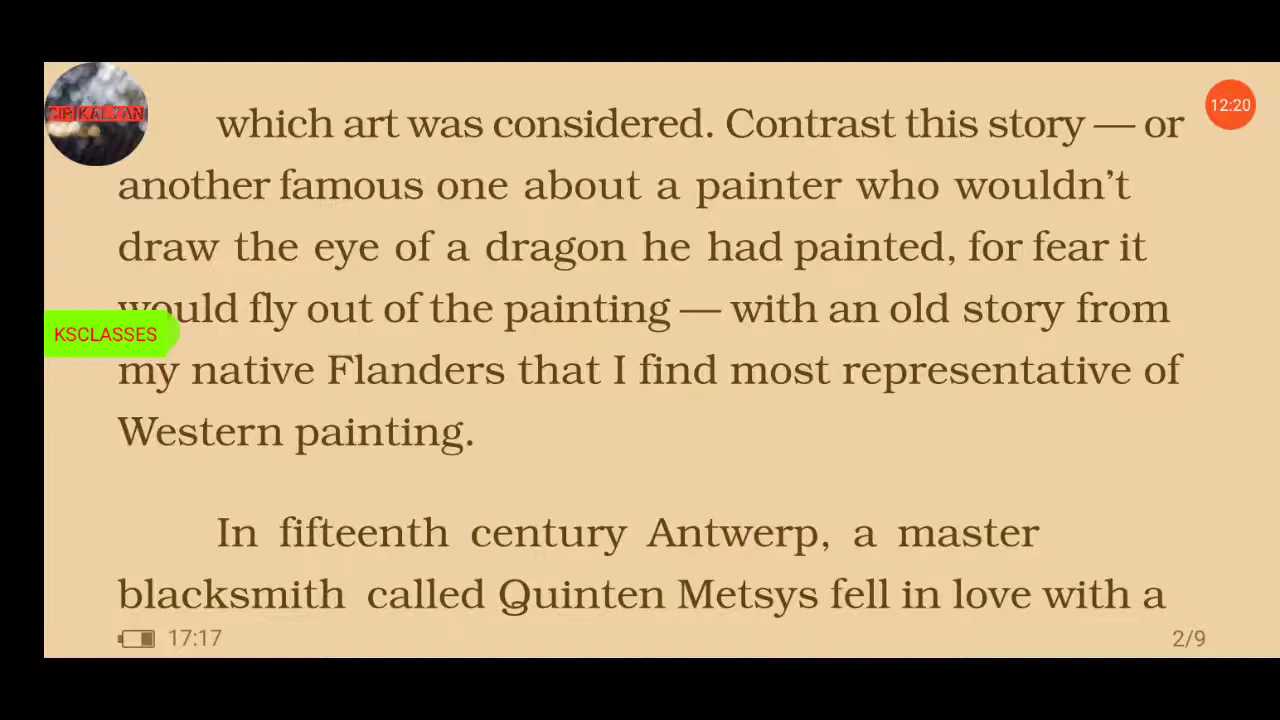 which art was considered. Contrast this story — or
another famous one about a painter who wouldn’t
draw the eye of a dragon he had painted, for fear it
would fly out of the painting — with an old story from
my native Flanders that I find most representative of
Western painting.
In fifteenth century Antwerp, a master
blacksmith called Quinten Metsys fell in love with a
12:20
KSCLASSES
17:17
2/9